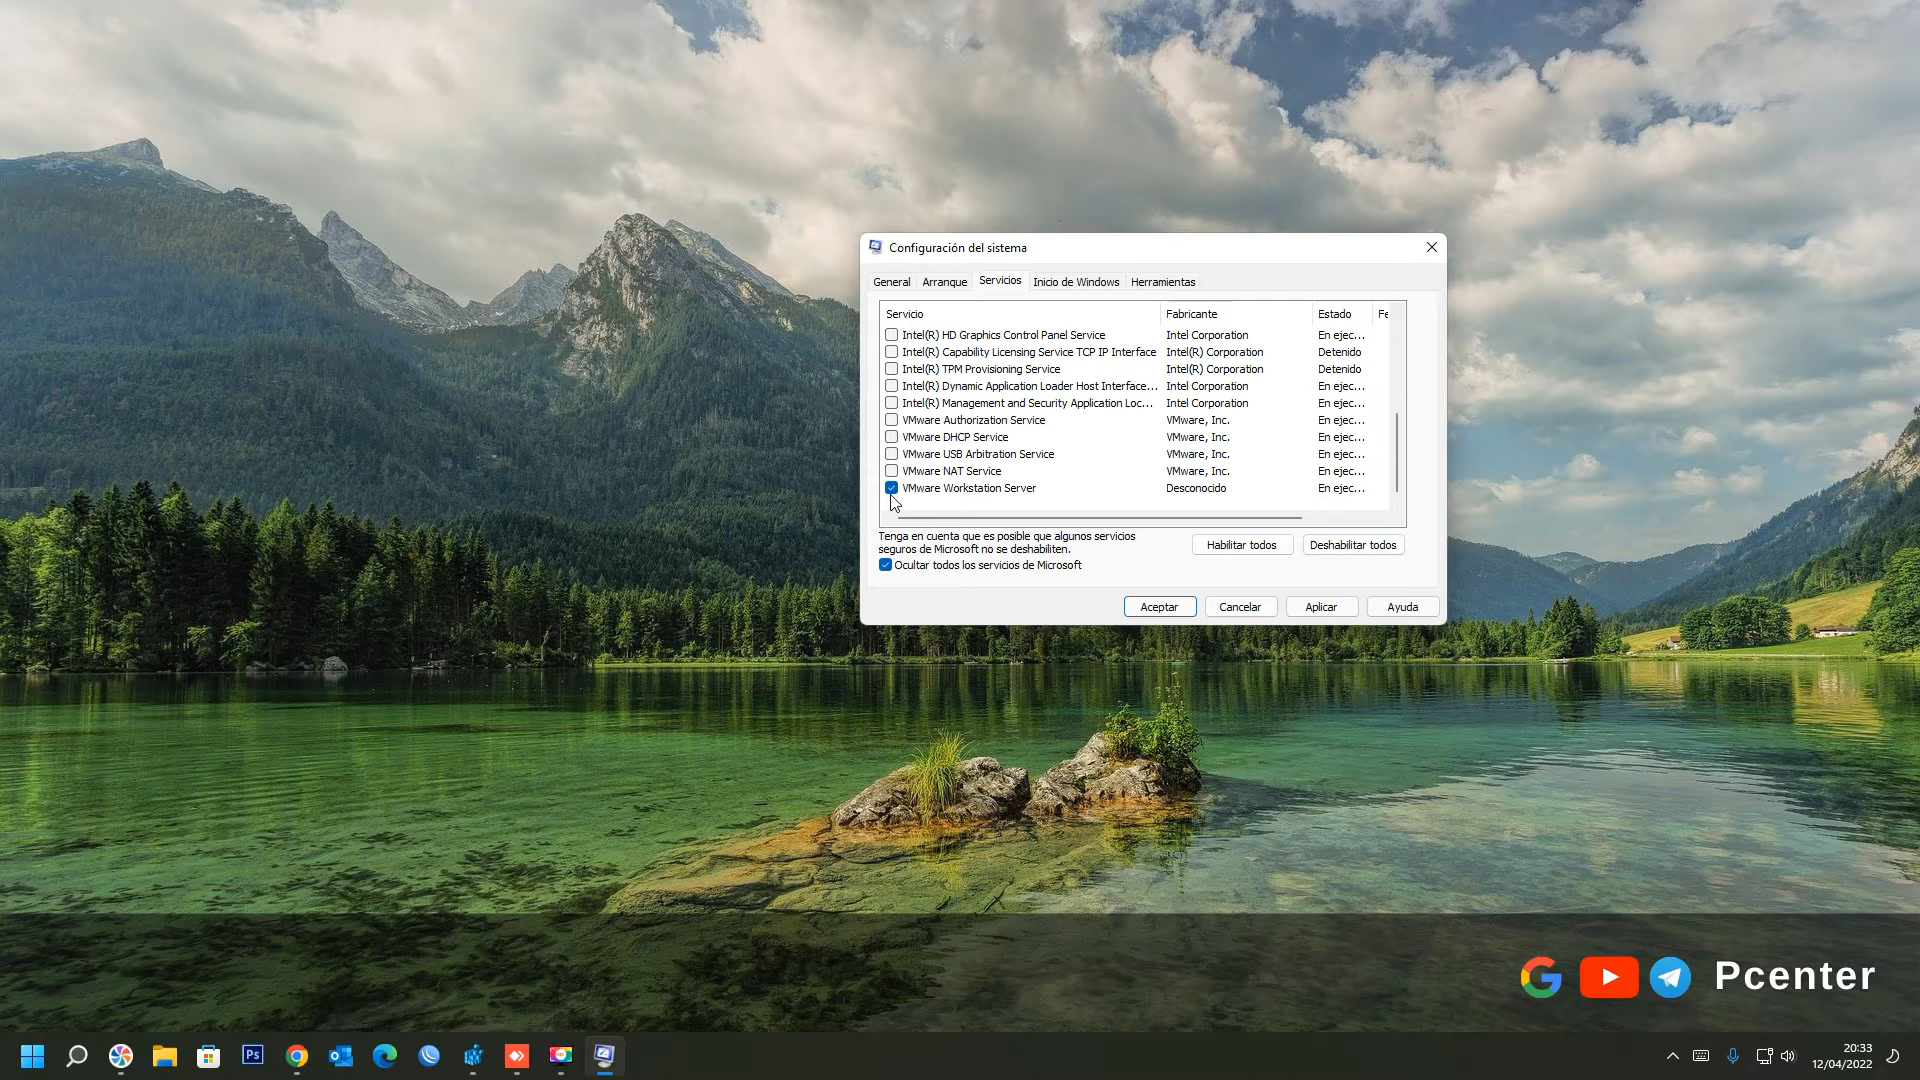 Configuración del sistema
General Arranque Servicios Inicio de Windows Herramientas
Servicio Fabricante Estado Fe
Intel(R) HD Graphics Control Panel Service Intel Corporation En ejec...
Intel(R) Capability Licensing Service TCP IP Interface Intel(R) Corporation Detenido
Intel(R) TPM Provisioning Service Intel(R) Corporation Detenido
Intel(R) Dynamic Application Loader Host Interface... Intel Corporation En ejec...
Intel(R) Management and Security Application Loc... Intel Corporation En ejec...
VMware Authorization Service VMware, Inc. En ejec...
VMware DHCP Service VMware, Inc. En ejec...
VMware USB Arbitration Service VMware, Inc. En ejec...
VMware NAT Service VMware, Inc. En ejec...
VMware Workstation Server Desconocido En ejec...
Tenga en cuenta que es posible que algunos servicios
seguros de Microsoft no se deshabiliten.
Habilitar todos Deshabilitar todos
Ocultar todos los servicios de Microsoft
Aceptar Cancelar Aplicar Ayuda
Pcenter
Ps
20:33
12/04/2022